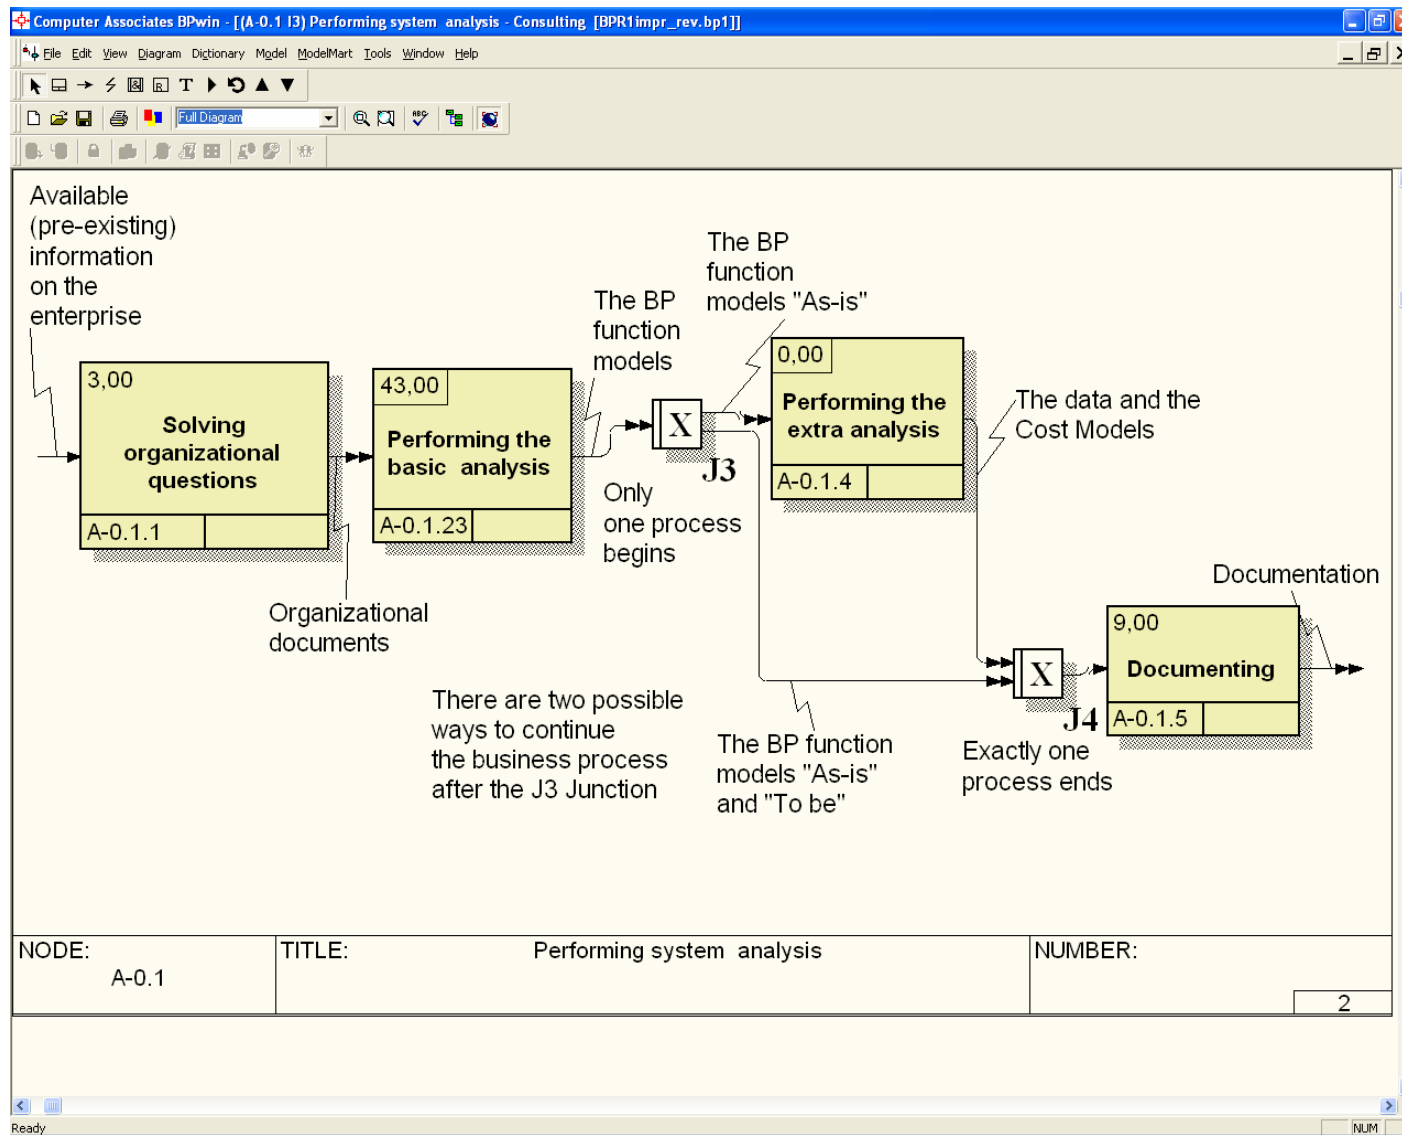 Computer Associates BPwin - [(A-0.1 I3) Performing system analysis - Consulting [BPR1impr_rev.bp1]]
File Edit View Diagram Dictionary Model ModelMart Tools Window Help
Full Diagram
Available
(pre-existing)
information
on the
enterprise
3,00
Solving
organizational
questions
A-0.1.1
Organizational
documents
43,00
Performing the
basic analysis
A-0.1.23
The BP
function
models
X
J3
Only
one process
begins
The BP
function
models "As-is"
0,00
Performing the
extra analysis
A-0.1.4
The data and the
Cost Models
There are two possible
ways to continue
the business process
after the J3 Junction
The BP function
models "As-is"
and "To be"
X
J4
Exactly one
process ends
Documentation
9,00
Documenting
A-0.1.5
NODE:
A-0.1
TITLE:
Performing system analysis
NUMBER:
2
Ready
NUM